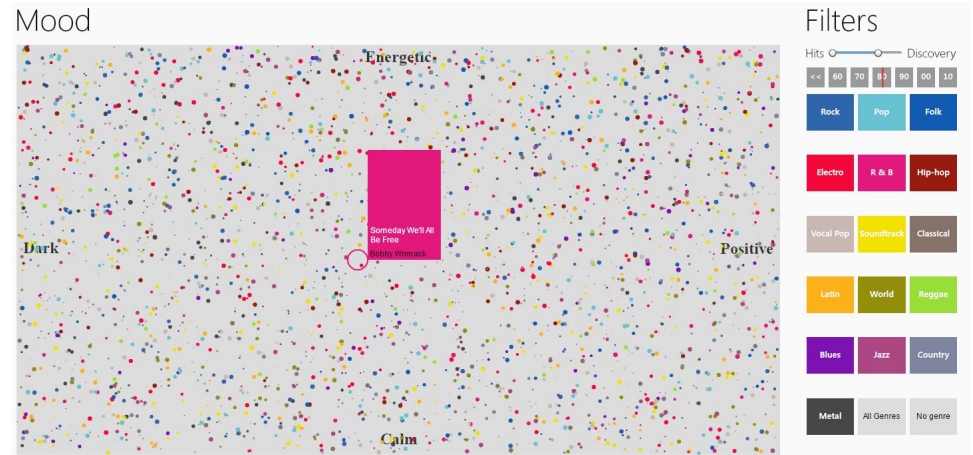 Mood
Filters
Energetic
Hits
Discovery
<< 60 70 80 90 00 10
Rock Pop Folk
Electro R & B Hip-hop
Someday We'll All
Be Free
Bobby Womack
Dark
Positive
Vocal Pop Soundtrack Classical
Latin World Reggae
Blues Jazz Country
Metal All Genres No genre
Calm